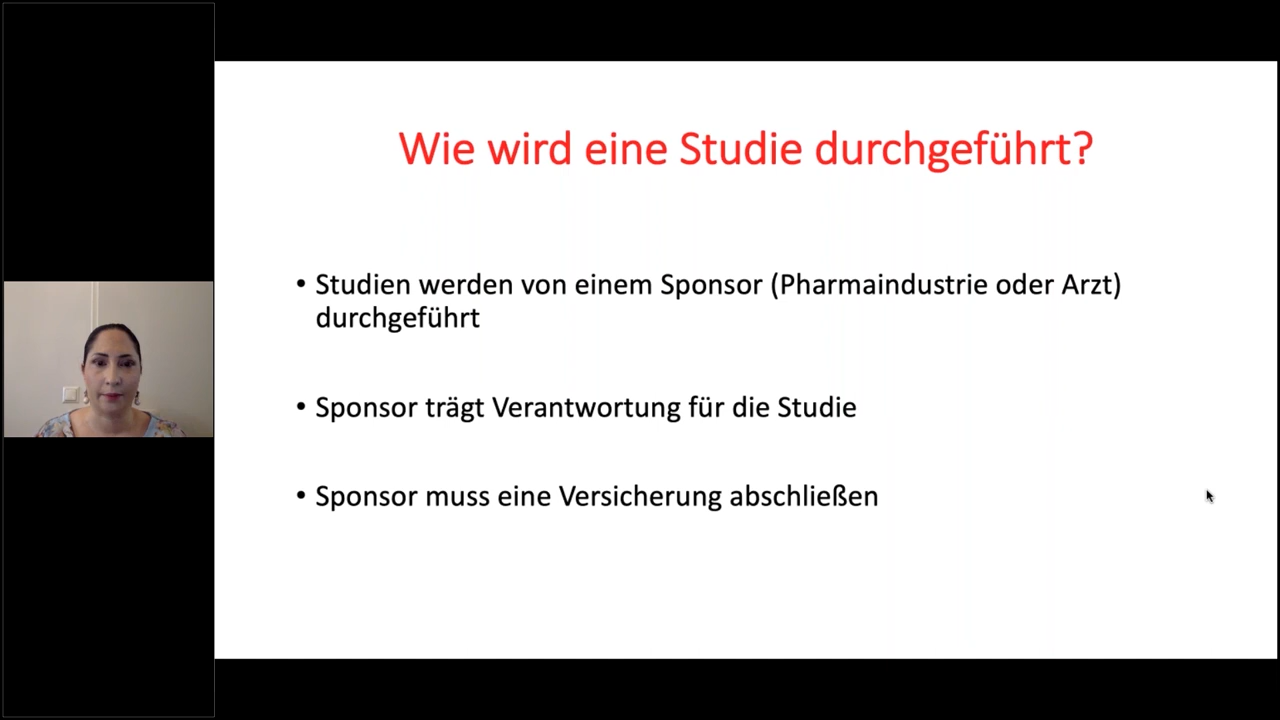 Wie wird eine Studie durchgeführt?
• Studien werden von einem Sponsor (Pharmaindustrie oder Arzt)
durchgeführt
• Sponsor trägt Verantwortung für die Studie
• Sponsor muss eine Versicherung abschließen